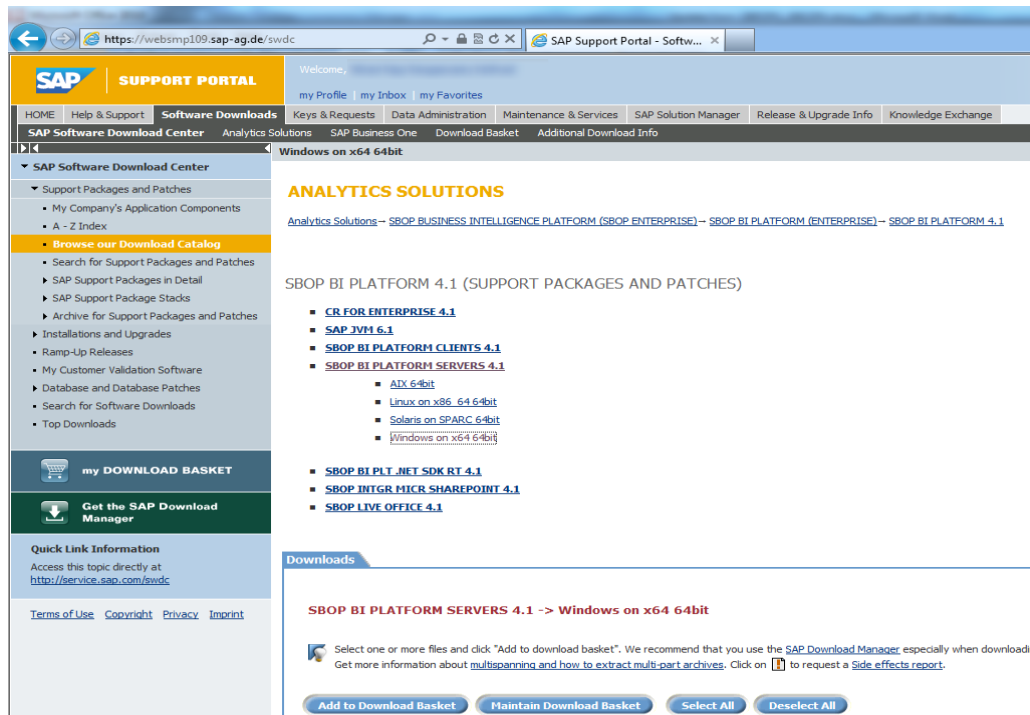 https://websmp109.sap-ag.de/swdc
SAP Support Portal - Softw...
SAP SUPPORT PORTAL
Welcome,
my Profile my Inbox my Favorites
HOME Help & Support Software Downloads Keys & Requests Data Administration Maintenance & Services SAP Solution Manager Release & Upgrade Info Knowledge Exchange
SAP Software Download Center Analytics Solutions SAP Business One Download Basket Additional Download Info
Windows on x64 64bit
SAP Software Download Center
Support Packages and Patches
My Company's Application Components
A - Z Index
Browse our Download Catalog
Search for Support Packages and Patches
SAP Support Packages in Detail
SAP Support Package Stacks
Archive for Support Packages and Patches
Installations and Upgrades
Ramp-Up Releases
My Customer Validation Software
Database and Database Patches
Search for Software Downloads
Top Downloads
my DOWNLOAD BASKET
Get the SAP Download
Manager
Quick Link Information
Access this topic directly at
http://service.sap.com/swdc
Terms of Use Copyright Privacy Imprint
ANALYTICS SOLUTIONS
Analytics Solutions→ SBOP BUSINESS INTELLIGENCE PLATFORM (SBOP ENTERPRISE)→ SBOP BI PLATFORM (ENTERPRISE)→ SBOP BI PLATFORM 4.1
SBOP BI PLATFORM 4.1 (SUPPORT PACKAGES AND PATCHES)
CR FOR ENTERPRISE 4.1
SAP JVM 6.1
SBOP BI PLATFORM CLIENTS 4.1
SBOP BI PLATFORM SERVERS 4.1
AIX 64bit
Linux on x86_64 64bit
Solaris on SPARC 64bit
Windows on x64 64bit
SBOP BI PLT .NET SDK RT 4.1
SBOP INTGR MICR SHAREPOINT 4.1
SBOP LIVE OFFICE 4.1
Downloads
SBOP BI PLATFORM SERVERS 4.1 -> Windows on x64 64bit
Select one or more files and click "Add to download basket". We recommend that you use the SAP Download Manager especially when downloadi
Get more information about multispanning and how to extract multi-part archives. Click on to request a Side effects report.
Add to Download Basket Maintain Download Basket Select All Deselect All